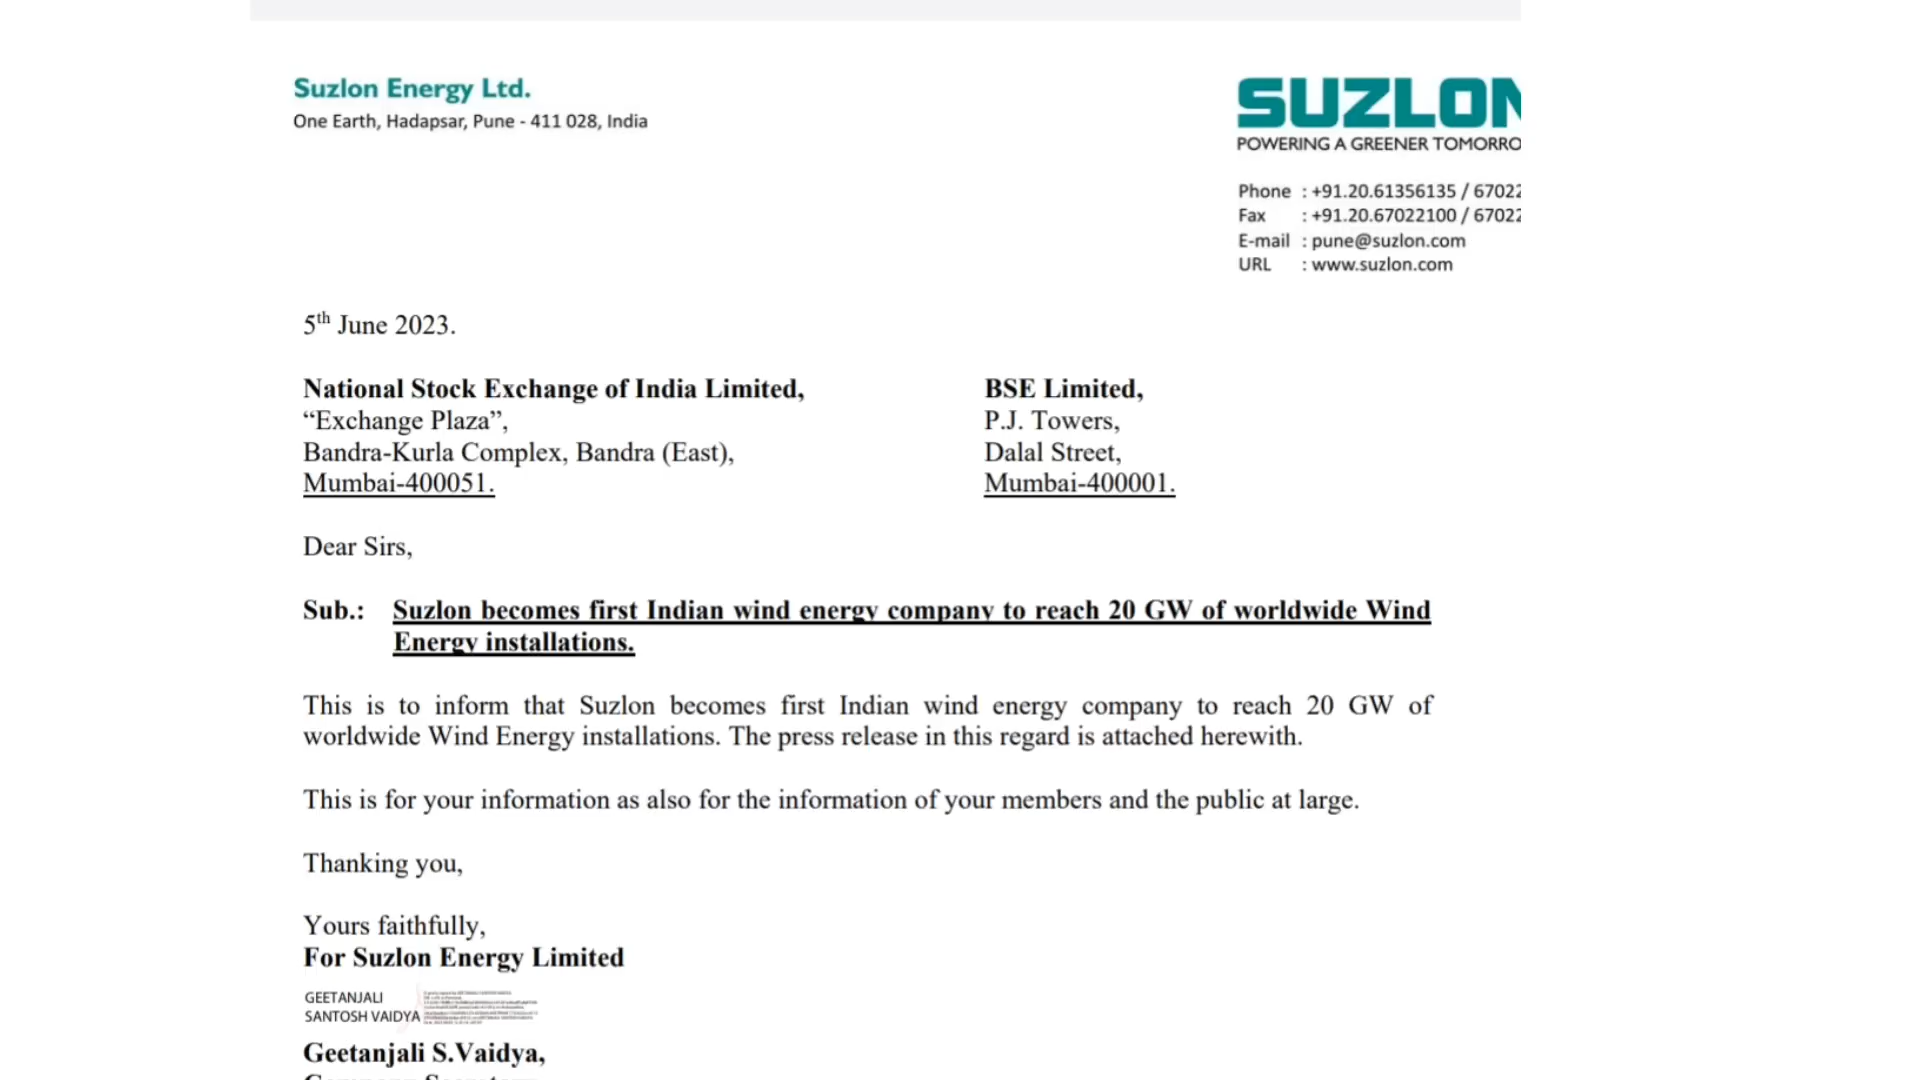 Suzlon Energy Ltd.
One Earth, Hadapsar, Pune - 411 028, India
SUZLON
POWERING A GREENER TOMORRO
Phone : +91.20.61356135 / 67022
Fax : +91.20.67022100 / 67022
E-mail : pune@suzlon.com
URL : www.suzlon.com
5th June 2023.
National Stock Exchange of India Limited,
“Exchange Plaza”,
Bandra-Kurla Complex, Bandra (East),
Mumbai-400051.
BSE Limited,
P.J. Towers,
Dalal Street,
Mumbai-400001.
Dear Sirs,
Sub.: Suzlon becomes first Indian wind energy company to reach 20 GW of worldwide Wind
Energy installations.
This is to inform that Suzlon becomes first Indian wind energy company to reach 20 GW of
worldwide Wind Energy installations. The press release in this regard is attached herewith.
This is for your information as also for the information of your members and the public at large.
Thanking you,
Yours faithfully,
For Suzlon Energy Limited
GEETANJALI
SANTOSH VAIDYA
Geetanjali S.Vaidya,